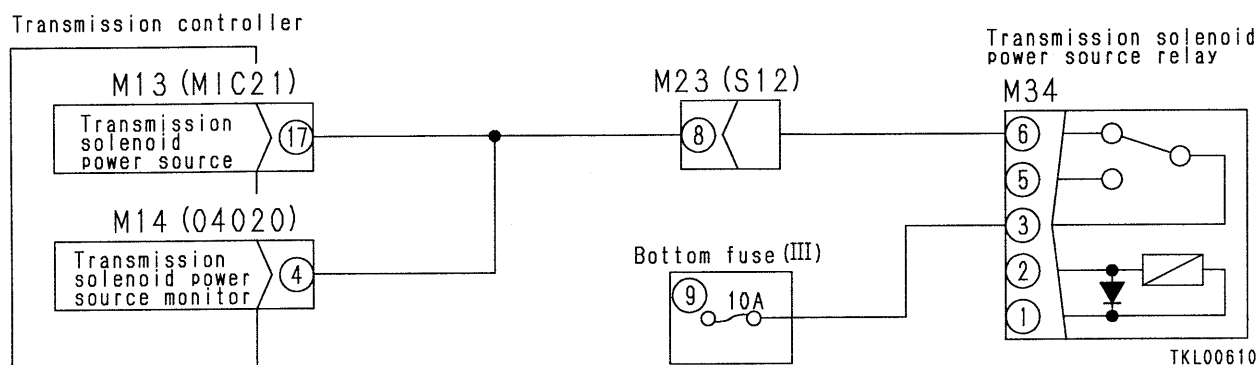 Transmission controller
M13 (MIC21)
Transmission
solenoid
power source
17
M14 (04020)
Transmission
solenoid power
source monitor
4
M23 (S12)
8
Bottom fuse (III)
9
10A
Transmission solenoid
power source relay
M34
6
5
3
2
1
TKL00610